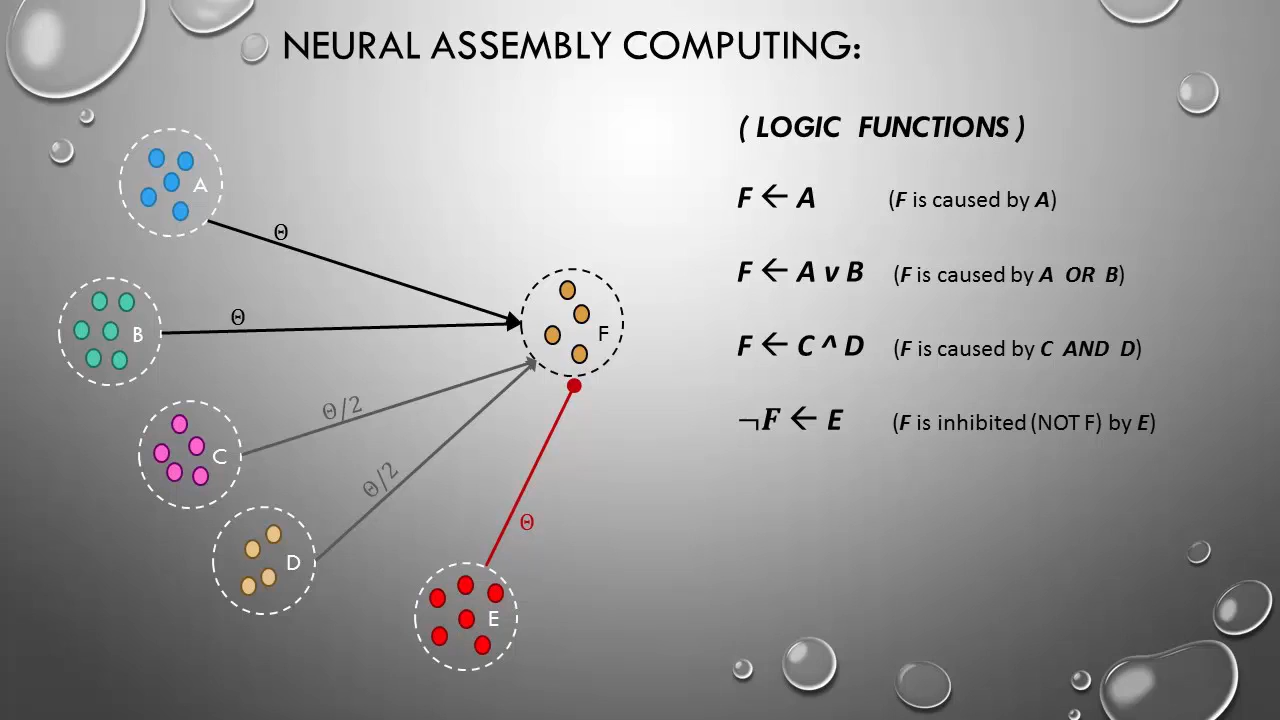 NEURAL ASSEMBLY COMPUTING:
( LOGIC FUNCTIONS )
F ← A (F is caused by A)
F ← A v B (F is caused by A OR B)
F ← C ^ D (F is caused by C AND D)
¬F ← E (F is inhibited (NOT F) by E)
A
Θ
B
Θ
F
C
Θ/2
D
Θ/2
Θ
E